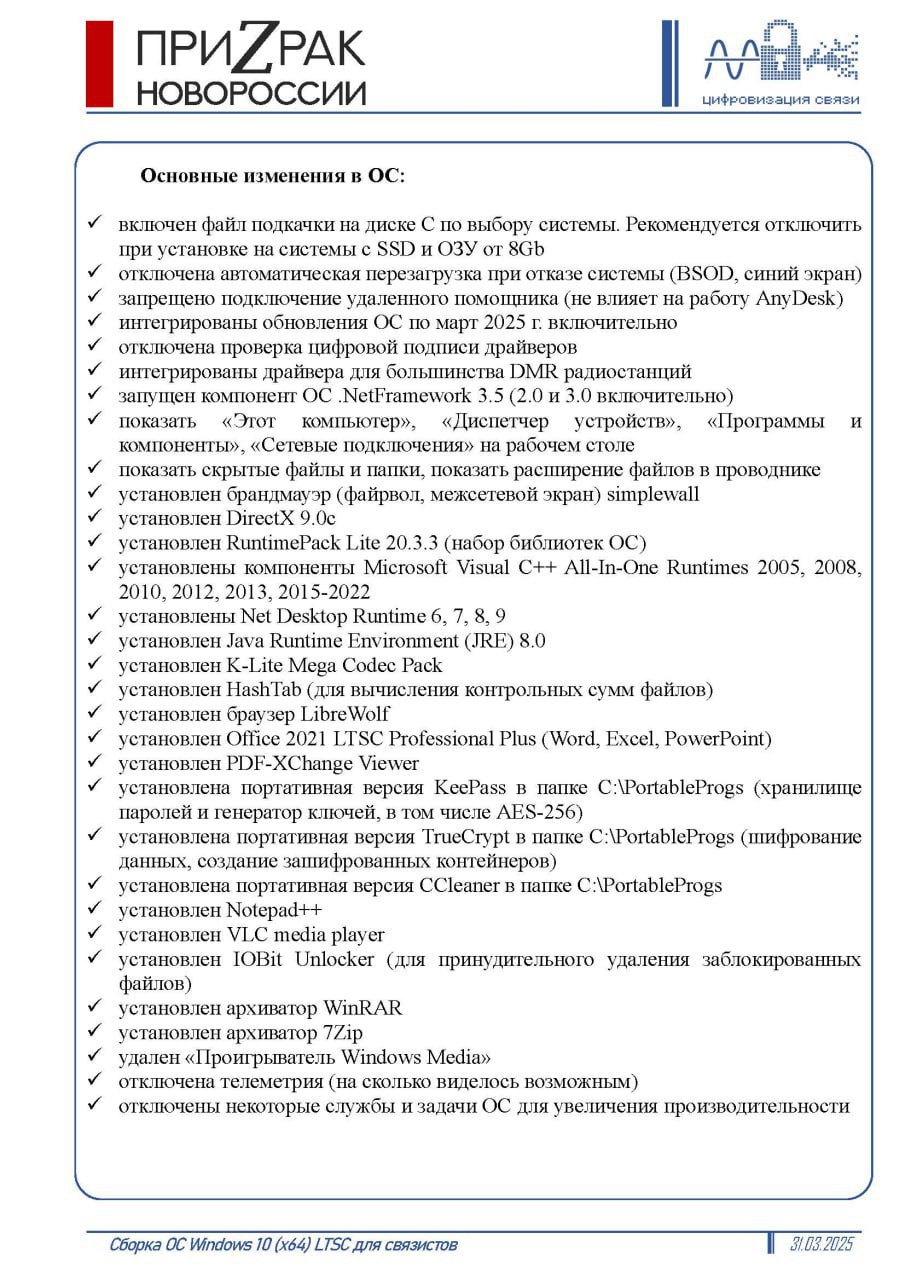 ПРИZРАК
НОВОРОССИИ
цифровизация связи
Основные изменения в ОС:
✓ включен файл подкачки на диске С по выбору системы. Рекомендуется отключить
при установке на системы с SSD и ОЗУ от 8Gb
✓ отключена автоматическая перезагрузка при отказе системы (BSOD, синий экран)
✓ запрещено подключение удаленного помощника (не влияет на работу AnyDesk)
✓ интегрированы обновления ОС по март 2025 г. включительно
✓ отключена проверка цифровой подписи драйверов
✓ интегрированы драйвера для большинства DMR радиостанций
✓ запущен компонент ОС .NetFramework 3.5 (2.0 и 3.0 включительно)
✓ показать «Этот компьютер», «Диспетчер устройств», «Программы и
компоненты», «Сетевые подключения» на рабочем столе
✓ показать скрытые файлы и папки, показать расширение файлов в проводнике
✓ установлен брандмауэр (файрвол, межсетевой экран) simplewall
✓ установлен DirectX 9.0c
✓ установлен RuntimePack Lite 20.3.3 (набор библиотек ОС)
✓ установлены компоненты Microsoft Visual C++ All-In-One Runtimes 2005, 2008,
2010, 2012, 2013, 2015-2022
✓ установлены Net Desktop Runtime 6, 7, 8, 9
✓ установлен Java Runtime Environment (JRE) 8.0
✓ установлен K-Lite Mega Codec Pack
✓ установлен HashTab (для вычисления контрольных сумм файлов)
✓ установлен браузер LibreWolf
✓ установлен Office 2021 LTSC Professional Plus (Word, Excel, PowerPoint)
✓ установлен PDF-XChange Viewer
✓ установлена портативная версия KeePass в папке C:\PortableProgs (хранилище
паролей и генератор ключей, в том числе AES-256)
✓ установлена портативная версия TrueCrypt в папке C:\PortableProgs (шифрование
данных, создание запифрованных контейнеров)
✓ установлена портативная версия CCleaner в папке C:\PortableProgs
✓ установлен Notepad++
✓ установлен VLC media player
✓ установлен IOBit Unlocker (для принудительного удаления заблокированных
файлов)
✓ установлен архиватор WinRAR
✓ установлен архиватор 7Zip
✓ удален «Проигрыватель Windows Media»
✓ отключена телеметрия (на сколько виделось возможным)
✓ отключены некоторые службы и задачи ОС для увеличения производительности
Сборка ОС Windows 10 (x64) LTSC для связистов
31.03.2025